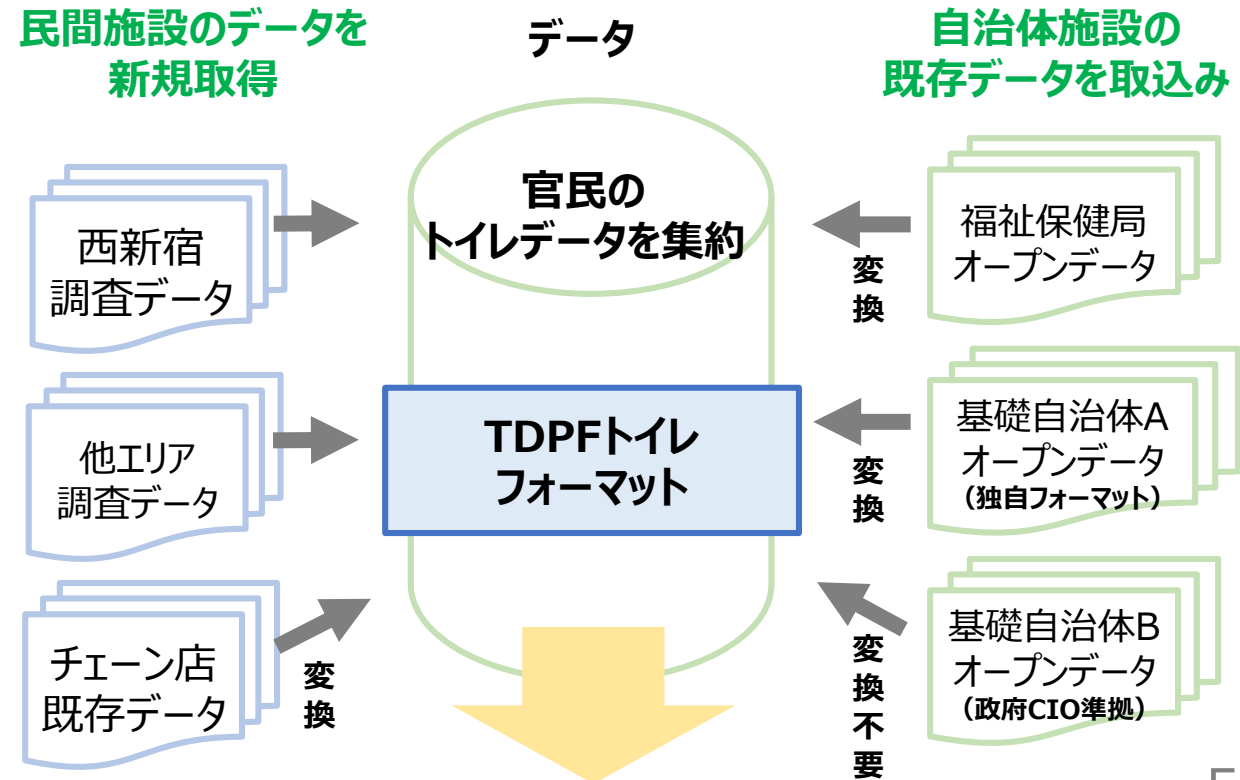 民間施設のデータを
新規取得
データ
自治体施設の
既存データを取込み
西新宿
調査データ
他エリア
調査データ
チェーン店
既存データ
変
換
官民の
トイレデータを集約
TDPFトイレ
フォーマット
変
換
福祉保健局
オープンデータ
変
換
基礎自治体A
オープンデータ
(独自フォーマット)
変
換
不
要
基礎自治体B
オープンデータ
(政府CIO準拠)